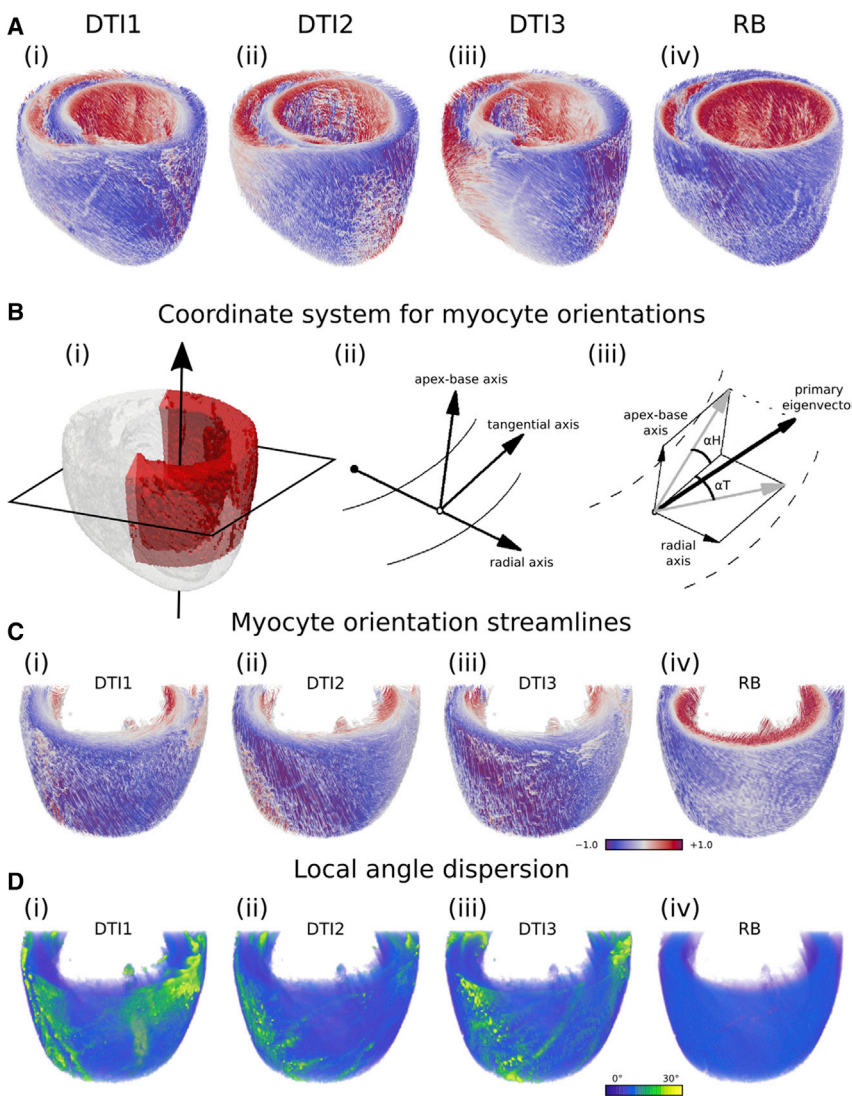 A
DTI1 DTI2 DTI3 RB
(i) (ii) (iii) (iv)
B
Coordinate system for myocyte orientations
(i) (ii) (iii)
apex-base axis
tangential axis
radial axis
apex-base
axis
primary
eigenvecto
αH
αT
radial
axis
C
Myocyte orientation streamlines
(i) (ii) (iii) (iv)
DTI1 DTI2 DTI3 RB
−1.0 +1.0
D
Local angle dispersion
(i) (ii) (iii) (iv)
DTI1 DTI2 DTI3 RB
0° 30°